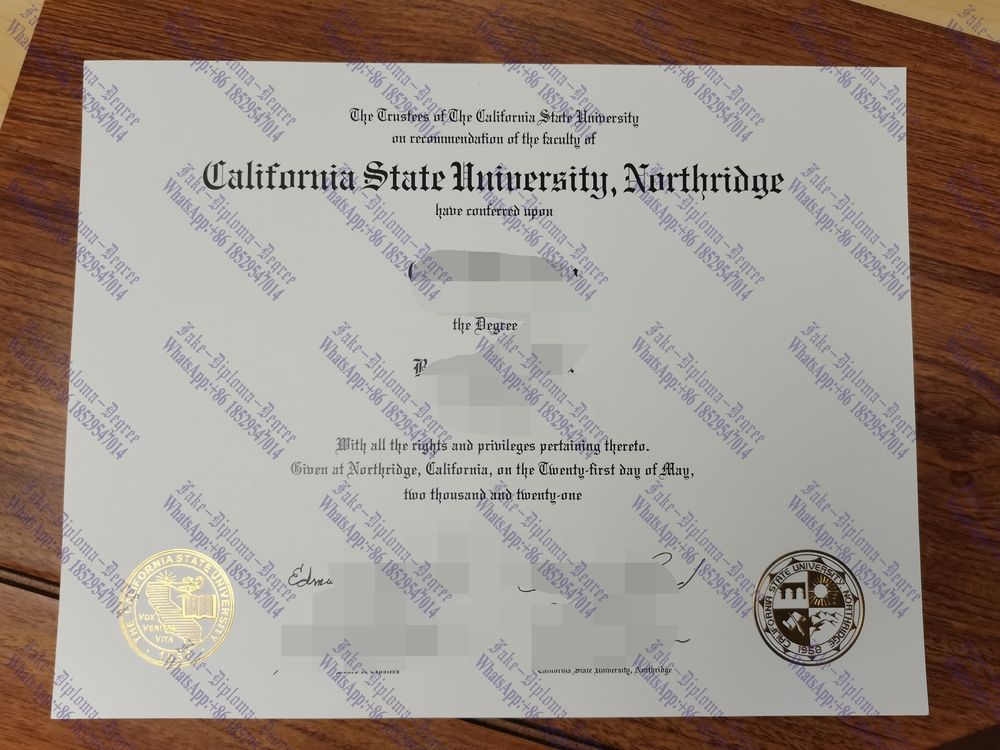 The Trustees of The California State University
on recommendation of the faculty of
California State University, Northridge
have conferred upon
the Degree
With all the rights and privileges pertaining thereto.
Given at Northridge, California, on the Twenty-first day of May,
two thousand and twenty-one
THE CALIFORNIA STATE UNIVERSITY
VOX
VERITAS
VITA
CALIFORNIA STATE UNIVERSITY NORTHRIDGE
1958
California State University, Northridge
Fake-Diploma-Degree
WhatsApp:+86 18529547014